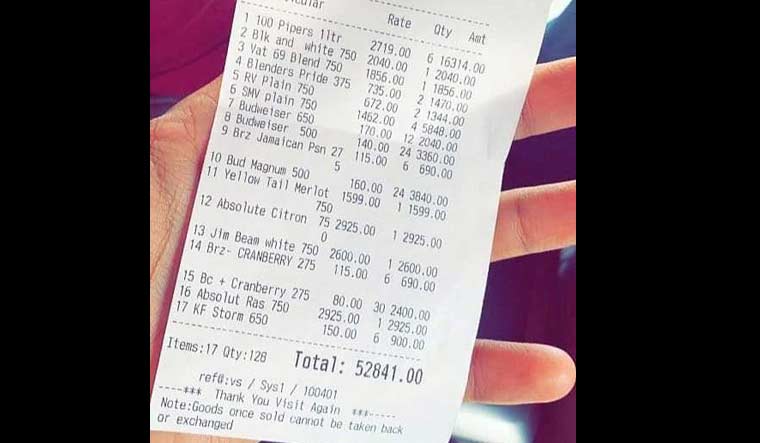 Rate Qty Amt
1 100 Pipers 1ltr 2719.00 6 16314.00
2 Blk and white 750 2040.00 1 2040.00
3 Vat 69 Blend 750 1856.00 1 1856.00
4 Blenders Pride 375 735.00 2 1470.00
5 RV Plain 750 672.00 2 1344.00
6 SMV plain 750 1462.00 4 5848.00
7 Budweiser 650 170.00 12 2040.00
8 Budweiser 500 140.00 24 3360.00
9 Brz Jamaican Psn 27 115.00 6 690.00
5
10 Bud Magnum 500 160.00 24 3840.00
11 Yellow Tail Merlot 1599.00 1 1599.00
750
12 Absolute Citron 75 2925.00 1 2925.00
0
13 Jim Beam white 750 2600.00 1 2600.00
14 Brz- CRANBERRY 275 115.00 6 690.00
15 Bc + Cranberry 275 80.00 30 2400.00
16 Absolut Ras 750 2925.00 1 2925.00
17 KF Storm 650 150.00 6 900.00
Items:17 Qty:128 Total: 52841.00
ref@:vs / Sys1 / 100401
----*** Thank You Visit Again ***-----
Note:Goods once sold cannot be taken back
or exchanged